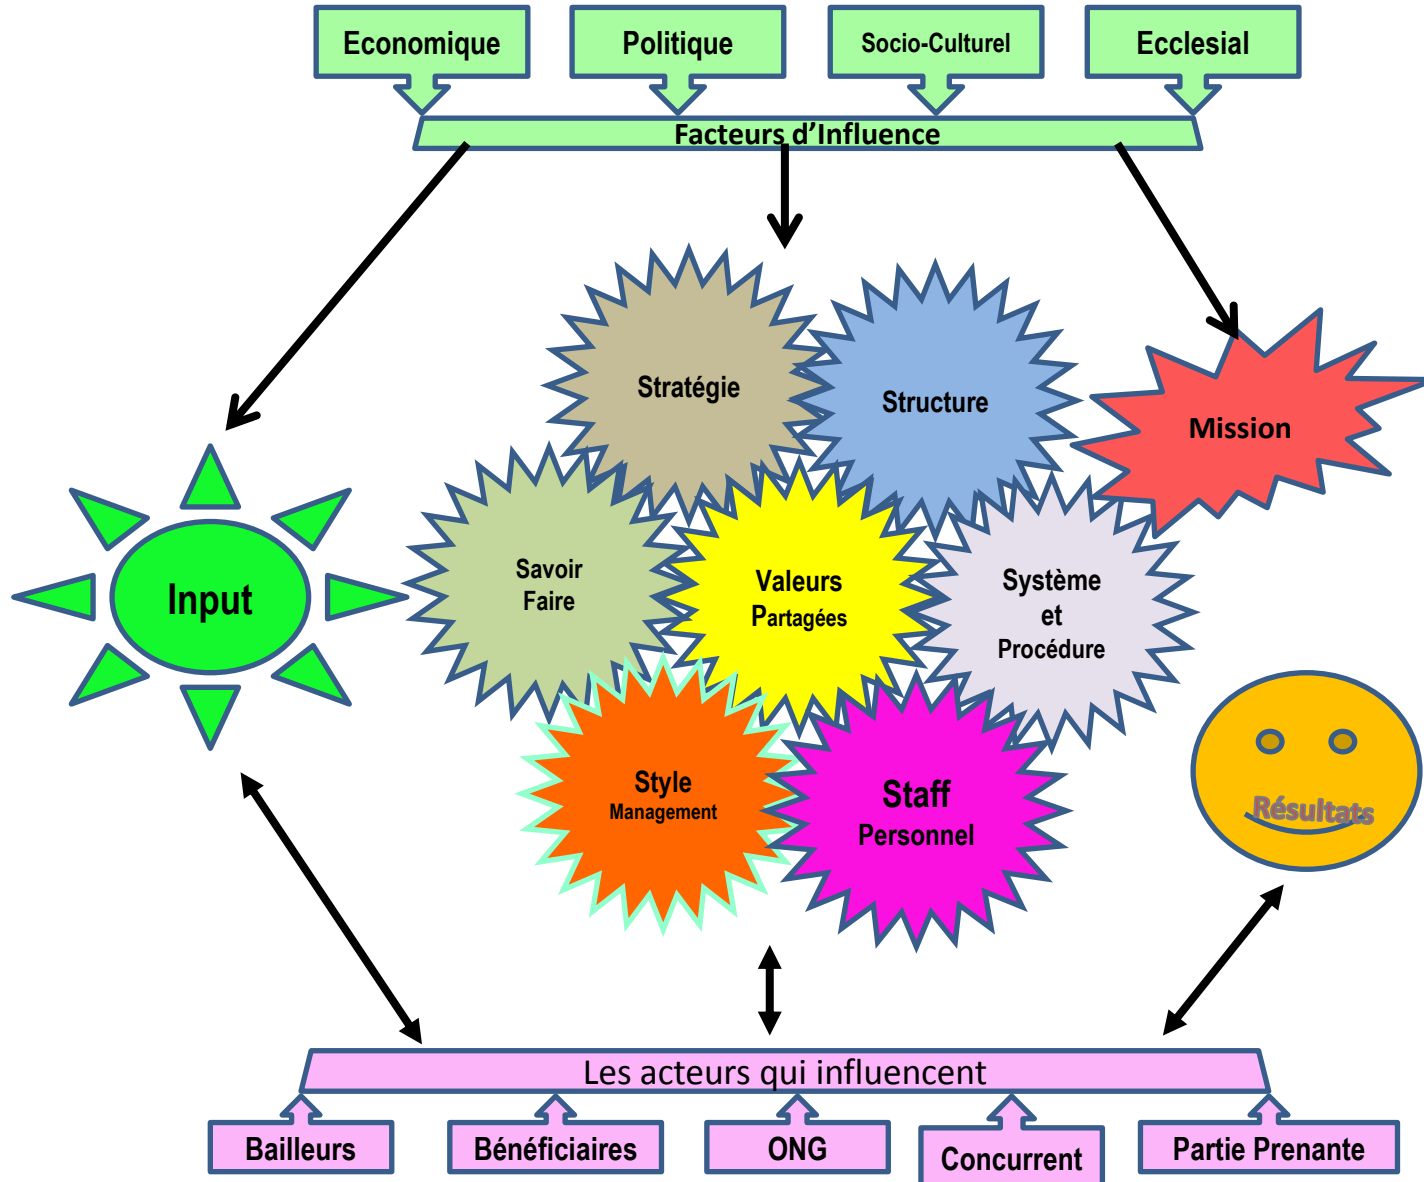 Economique
Politique
Socio-Culturel
Ecclesial
Facteurs d'Influence
Stratégie
Structure
Mission
Input
Savoir
Faire
Valeurs
Partagées
Système
et
Procédure
Style
Management
Staff
Personnel
Résultats
Les acteurs qui influencent
Bailleurs
Bénéficiaires
ONG
Concurrent
Partie Prenante